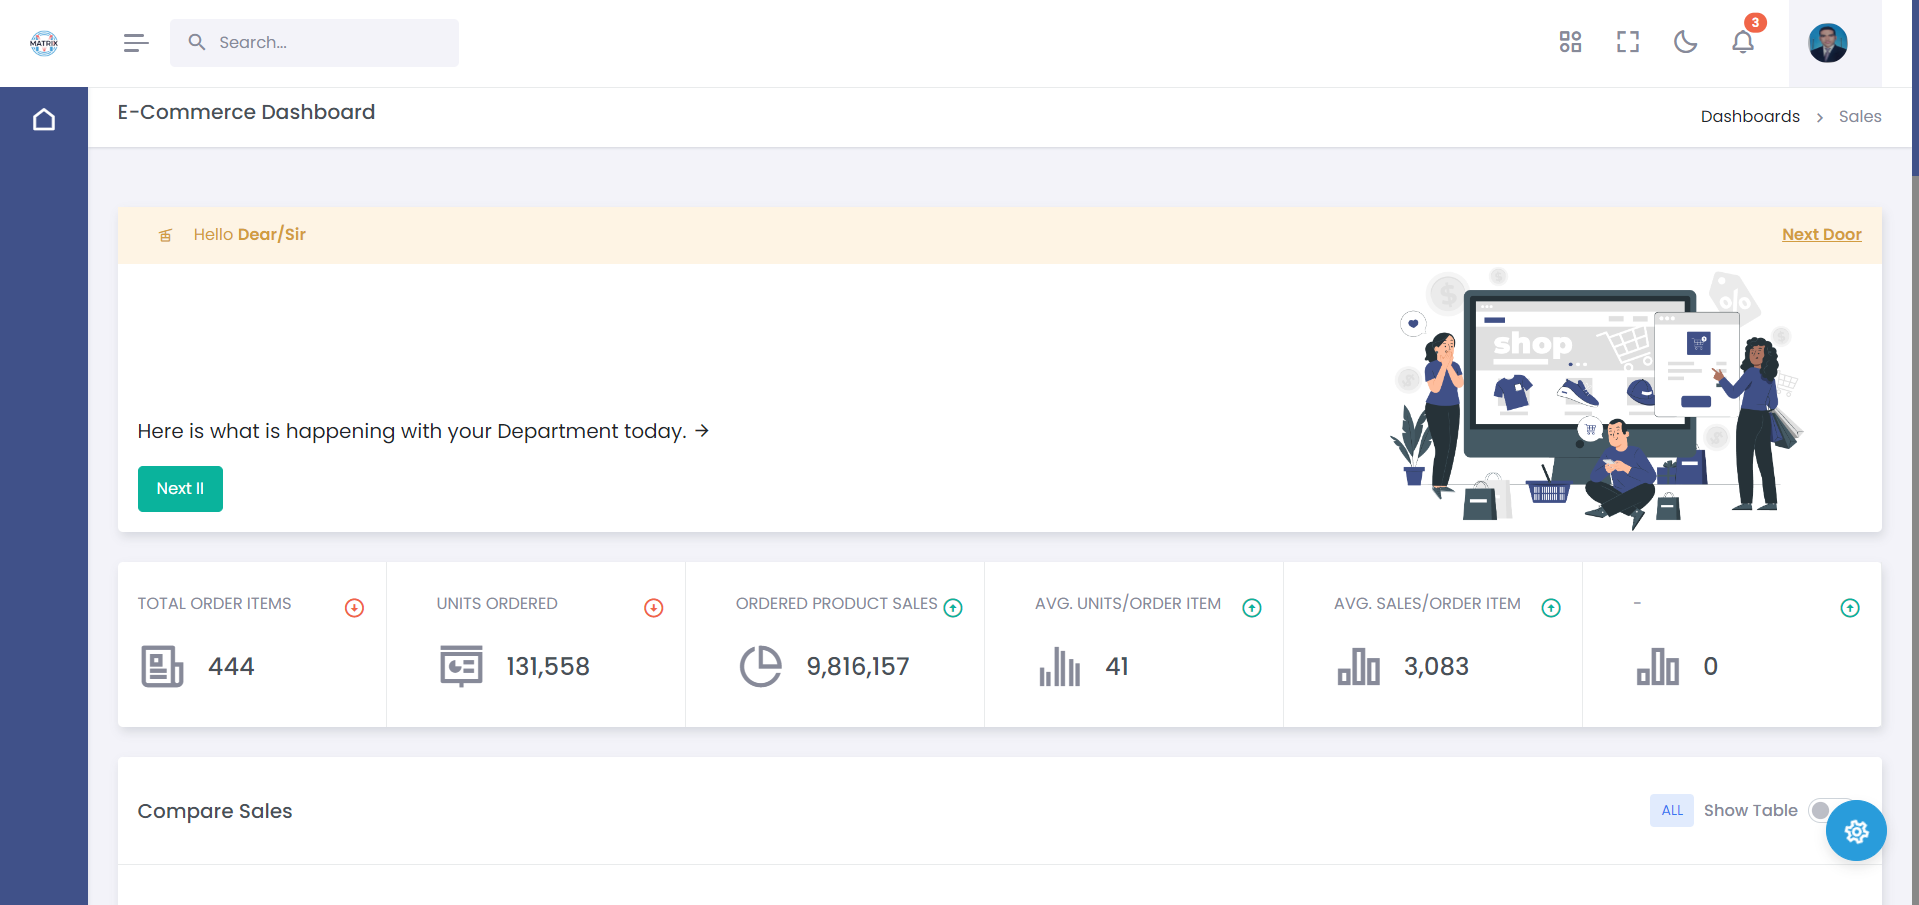 MATRIX
Search...
3
E-Commerce Dashboard
Dashboards > Sales
Hello Dear/Sir
Next Door
shop
%
$
Here is what is happening with your Department today. →
Next II
TOTAL ORDER ITEMS
444
UNITS ORDERED
131,558
ORDERED PRODUCT SALES
9,816,157
AVG. UNITS/ORDER ITEM
41
AVG. SALES/ORDER ITEM
3,083
-
0
Compare Sales
ALL
Show Table